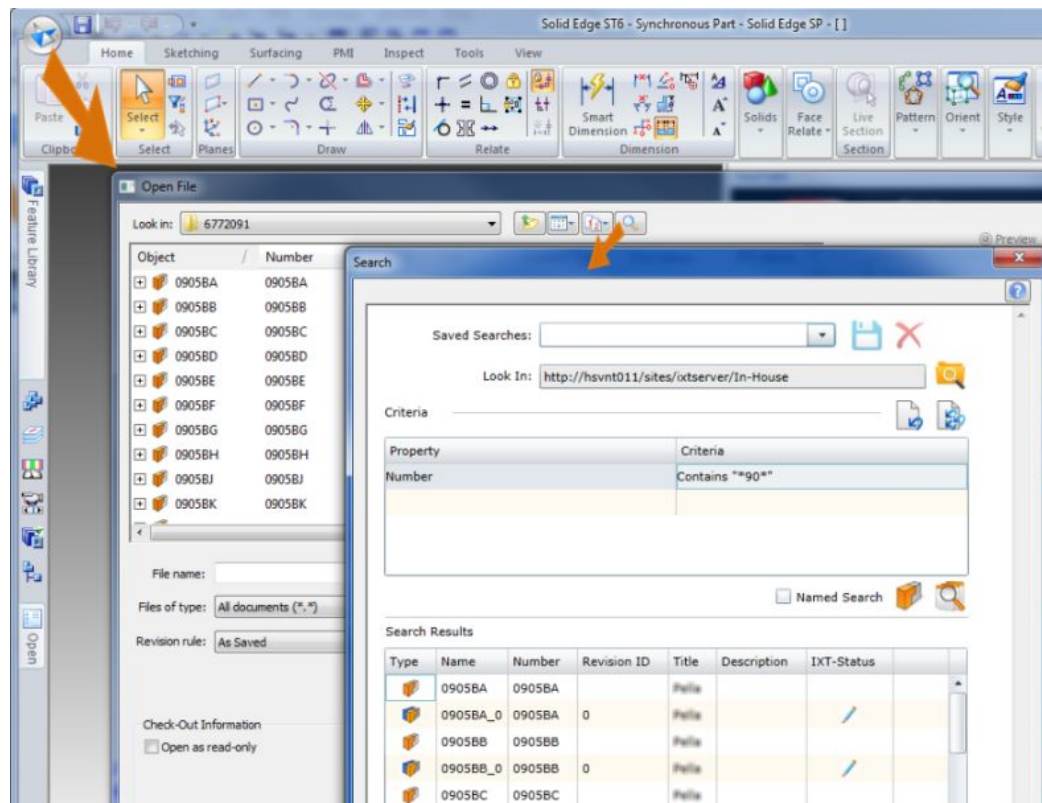 Solid Edge ST6 - Synchronous Part - Solid Edge SP - [ ]
Home Sketching Surfacing PMI Inspect Tools View
Paste
Select
Smart Dimension
Solids
Face Relate
Live Section
Pattern
Orient
Style
Select Planes Draw Relate Dimension Section
Feature Library
Open
Open File
Look in: 6772091
Preview
Object / Number
0905BA 0905BA
0905BB 0905BB
0905BC 0905BC
0905BD 0905BD
0905BE 0905BE
0905BF 0905BF
0905BG 0905BG
0905BH 0905BH
0905BJ 0905BJ
0905BK 0905BK
File name:
Files of type: All documents (*.*)
Revision rule: As Saved
Check-Out Information
Open as read-only
Search
Saved Searches:
Look In: http://hsvnt011/sites/ixtserver/In-House
Criteria
Property Criteria
Number Contains "*90*"
Named Search
Search Results
Type Name Number Revision ID Title Description IXT-Status
0905BA 0905BA
0905BA_0 0905BA 0
0905BB 0905BB
0905BB_0 0905BB 0
0905BC 0905BC